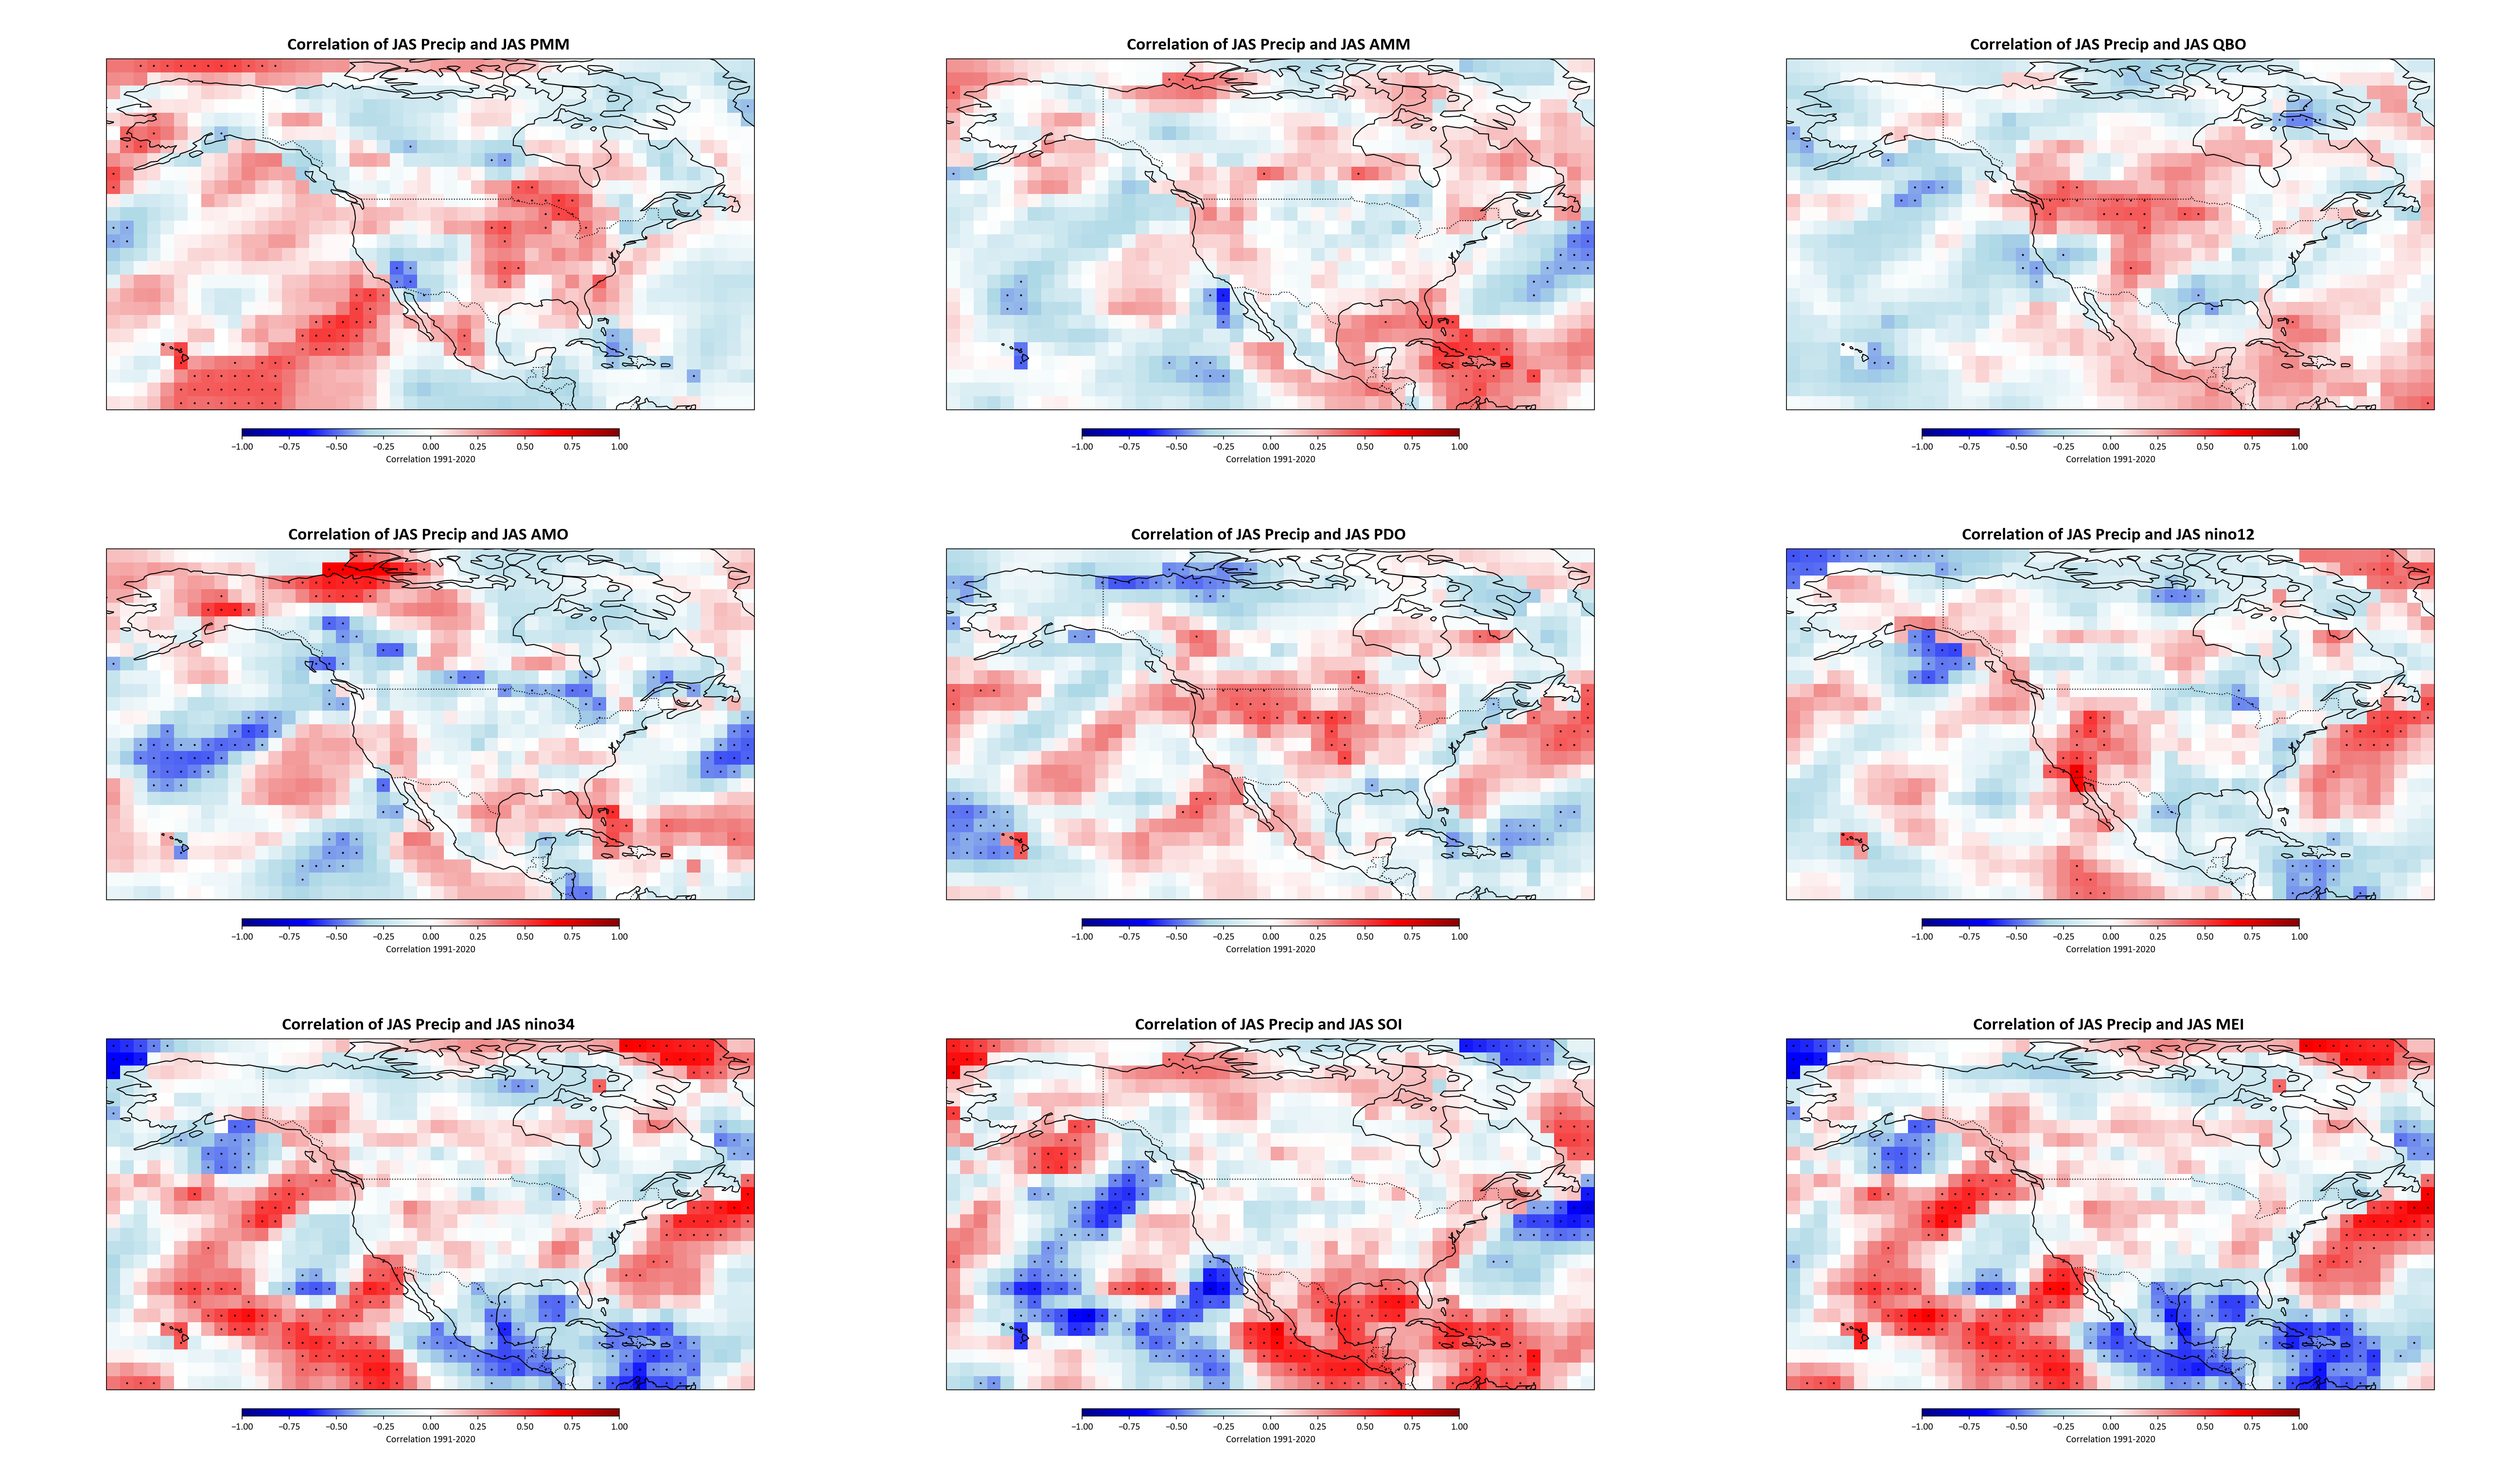 Correlation of JAS Precip and JAS PMM
Correlation of JAS Precip and JAS AMM
Correlation of JAS Precip and JAS QBO
−1.00 −0.75 −0.50 −0.25 0.00 0.25 0.50 0.75 1.00
Correlation 1991-2020
−1.00 −0.75 −0.50 −0.25 0.00 0.25 0.50 0.75 1.00
Correlation 1991-2020
−1.00 −0.75 −0.50 −0.25 0.00 0.25 0.50 0.75 1.00
Correlation 1991-2020
Correlation of JAS Precip and JAS AMO
Correlation of JAS Precip and JAS PDO
Correlation of JAS Precip and JAS nino12
−1.00 −0.75 −0.50 −0.25 0.00 0.25 0.50 0.75 1.00
Correlation 1991-2020
−1.00 −0.75 −0.50 −0.25 0.00 0.25 0.50 0.75 1.00
Correlation 1991-2020
−1.00 −0.75 −0.50 −0.25 0.00 0.25 0.50 0.75 1.00
Correlation 1991-2020
Correlation of JAS Precip and JAS nino34
Correlation of JAS Precip and JAS SOI
Correlation of JAS Precip and JAS MEI
−1.00 −0.75 −0.50 −0.25 0.00 0.25 0.50 0.75 1.00
Correlation 1991-2020
−1.00 −0.75 −0.50 −0.25 0.00 0.25 0.50 0.75 1.00
Correlation 1991-2020
−1.00 −0.75 −0.50 −0.25 0.00 0.25 0.50 0.75 1.00
Correlation 1991-2020